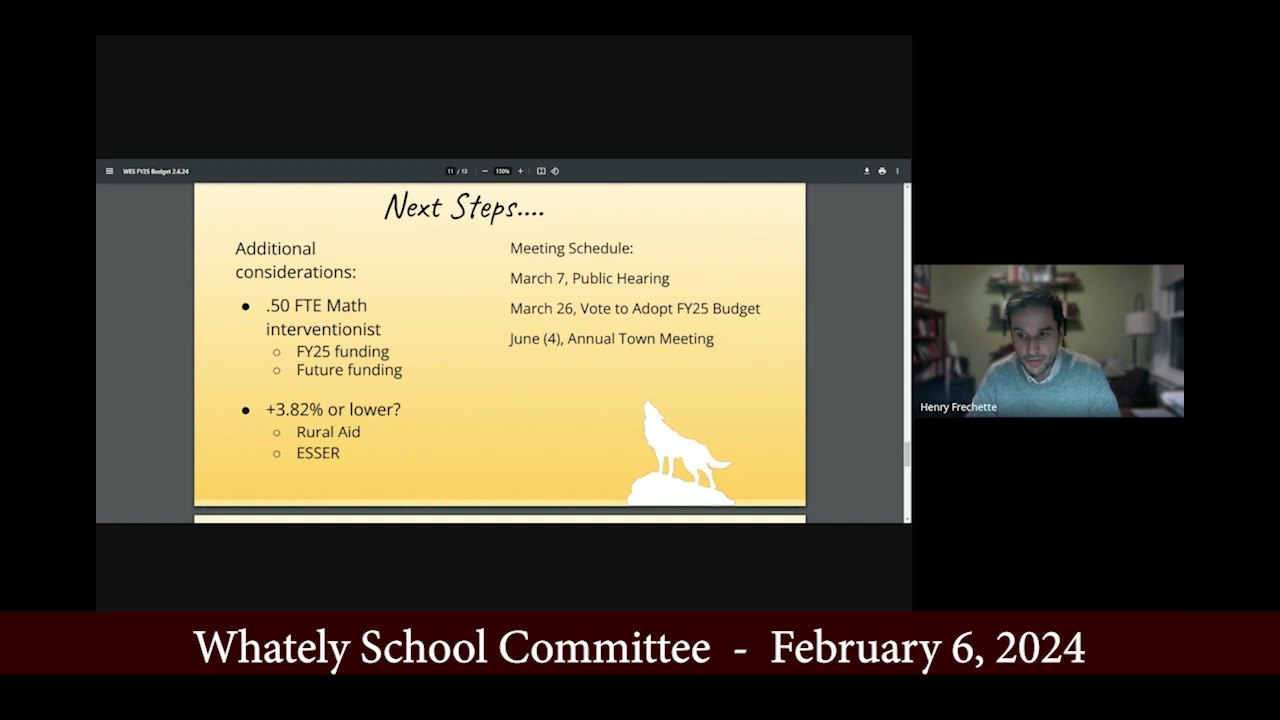 WES FY25 Budget 2.6.24
11 / 13
150%
Next Steps....
Additional
considerations:
.50 FTE Math
interventionist
FY25 funding
Future funding
+3.82% or lower?
Rural Aid
ESSER
Meeting Schedule:
March 7, Public Hearing
March 26, Vote to Adopt FY25 Budget
June (4), Annual Town Meeting
Henry Frechette
Whately School Committee - February 6, 2024